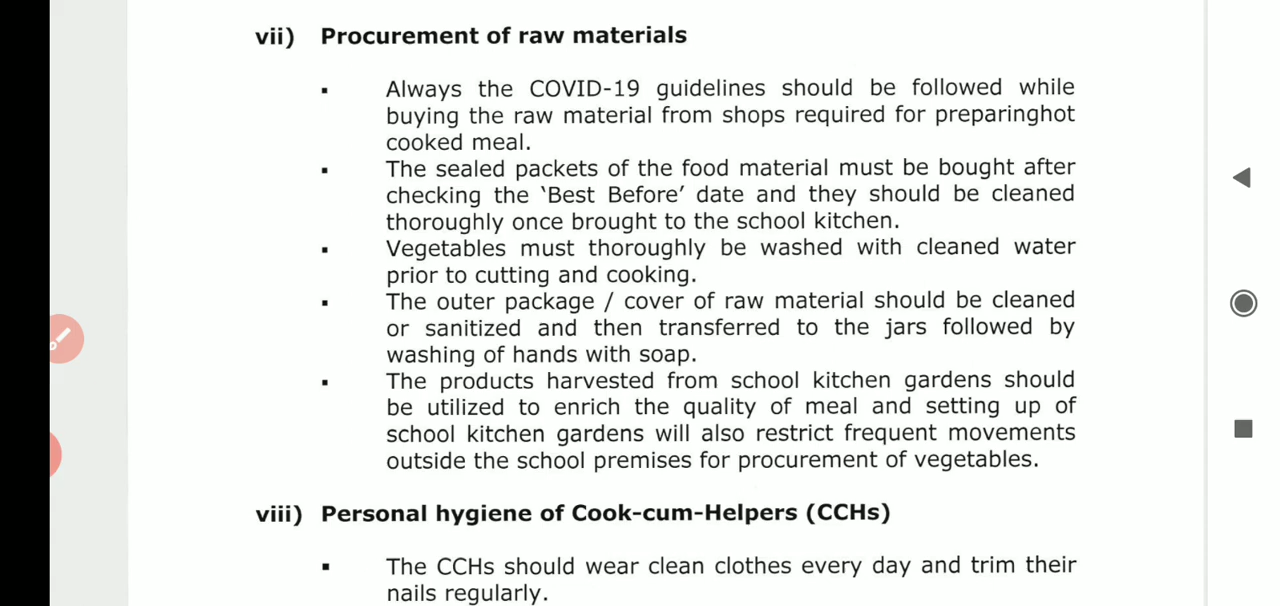 vii) Procurement of raw materials
▪ Always the COVID-19 guidelines should be followed while
buying the raw material from shops required for preparinghot
cooked meal.
▪ The sealed packets of the food material must be bought after
checking the ‘Best Before’ date and they should be cleaned
thoroughly once brought to the school kitchen.
▪ Vegetables must thoroughly be washed with cleaned water
prior to cutting and cooking.
▪ The outer package / cover of raw material should be cleaned
or sanitized and then transferred to the jars followed by
washing of hands with soap.
▪ The products harvested from school kitchen gardens should
be utilized to enrich the quality of meal and setting up of
school kitchen gardens will also restrict frequent movements
outside the school premises for procurement of vegetables.
viii) Personal hygiene of Cook-cum-Helpers (CCHs)
▪ The CCHs should wear clean clothes every day and trim their
nails regularly.